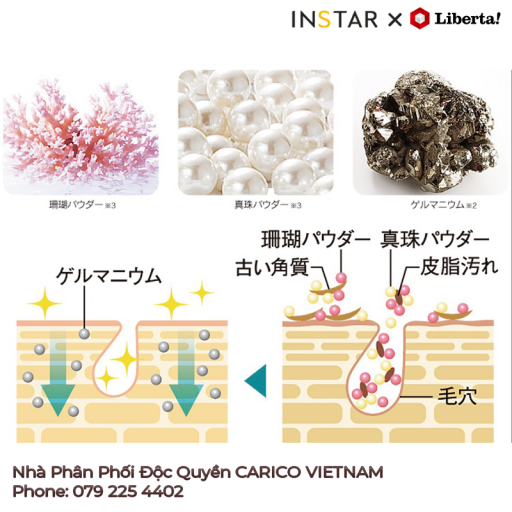 INSTAR × Liberta!
珊瑚パウダー ※3
真珠パウダー ※3
ゲルマニウム ※2
珊瑚パウダー 真珠パウダー
古い角質 皮脂汚れ
ゲルマニウム
毛穴
Nhà Phân Phối Độc Quyền CARICO VIETNAM
Phone: 079 225 4402